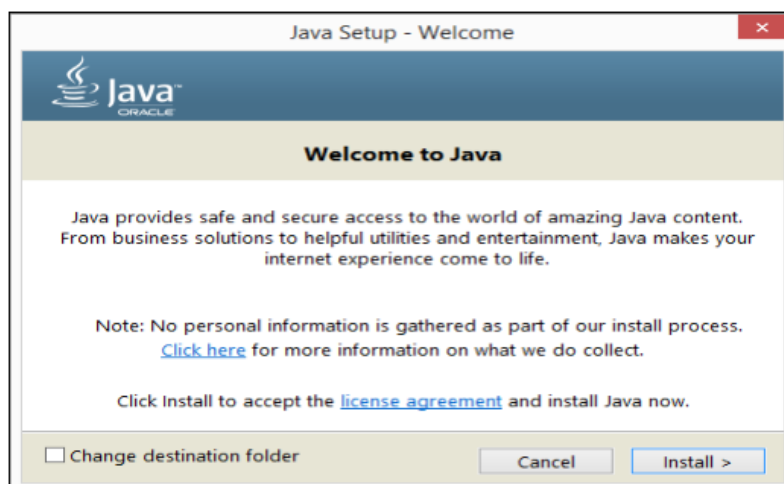 Java Setup - Welcome
Java™
ORACLE
Welcome to Java
Java provides safe and secure access to the world of amazing Java content.
From business solutions to helpful utilities and entertainment, Java makes your
internet experience come to life.
Note: No personal information is gathered as part of our install process.
Click here for more information on what we do collect.
Click Install to accept the license agreement and install Java now.
Change destination folder
Cancel
Install >